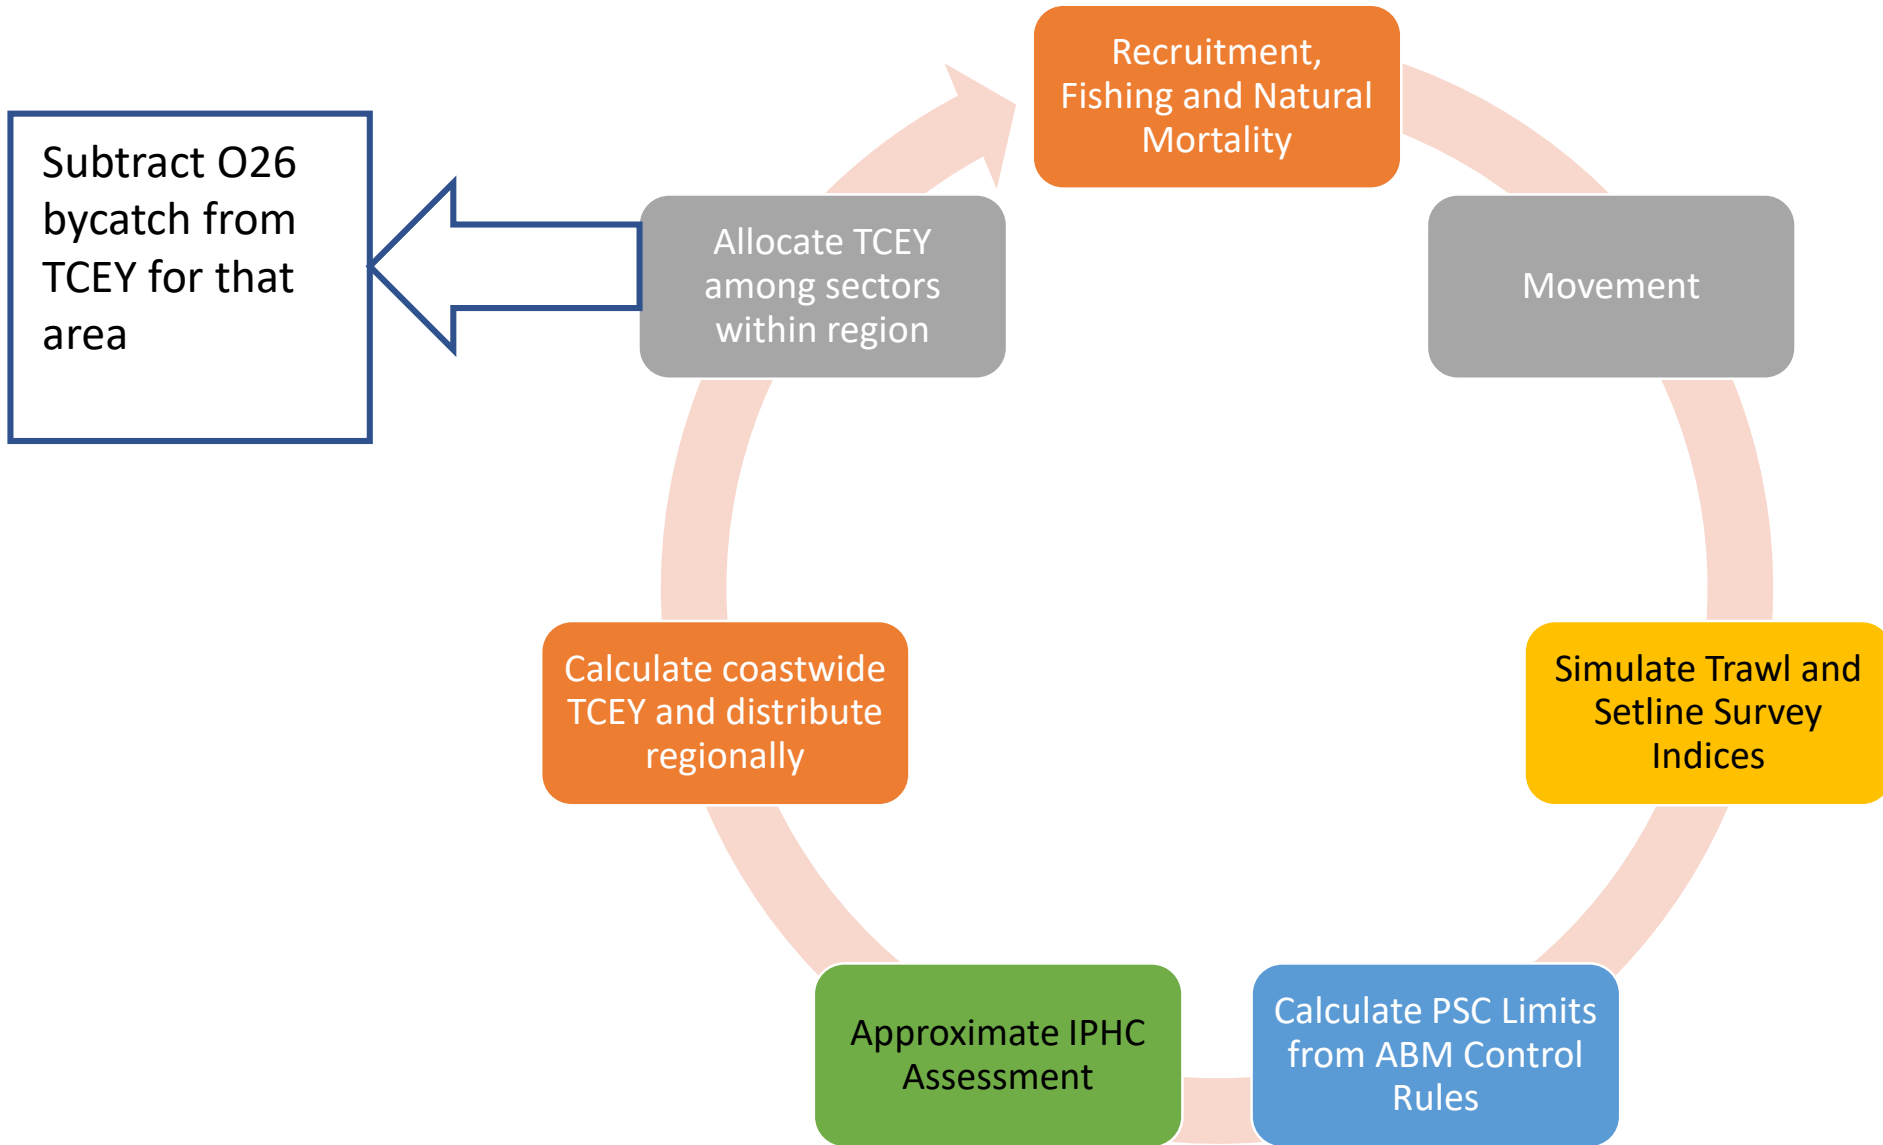 Recruitment,
Fishing and Natural
Mortality
Movement
Simulate Trawl and
Setline Survey
Indices
Calculate PSC Limits
from ABM Control
Rules
Approximate IPHC
Assessment
Calculate coastwide
TCEY and distribute
regionally
Allocate TCEY
among sectors
within region
Subtract O26
bycatch from
TCEY for that
area